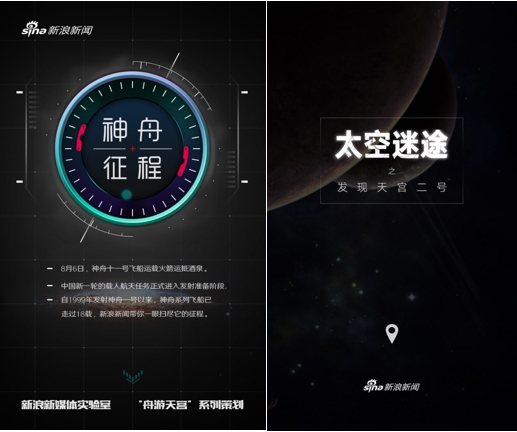 sina 新浪新闻
神舟
征程
8月6日，神舟十一号飞船运载火箭运抵酒泉。
中国新一轮的载人航天任务正式进入发射准备阶段.
自1999年发射神舟一号以来，神舟系列飞船已
走过18载，新浪新闻带你一眼扫尽它的征程。
新浪新媒体实验室 “舟游天宫”系列策划
太空迷途
之
发现天宫二号
sina 新浪新闻